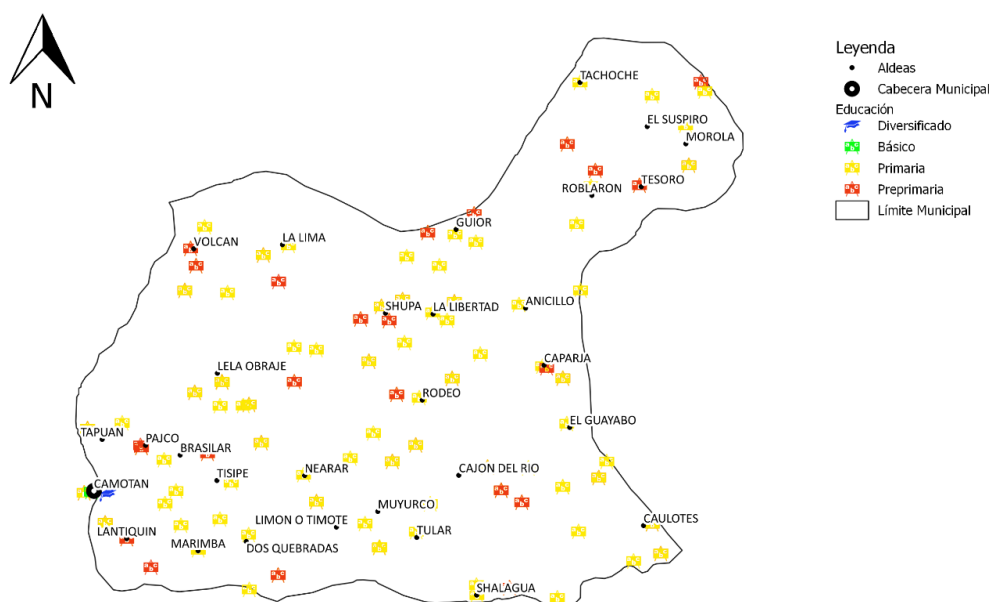 N
Leyenda
Aldeas
Cabecera Municipal
Educación
Diversificado
Básico
Primaria
Preprimaria
Límite Municipal
TACHOCHE
EL SUSPIRO
MOROLA
ROBLARON
TESORO
GUIOR
VOLCAN
LA LIMA
SHUPA
LA LIBERTAD
ANICILLO
CAPARJA
LELA OBRAJE
RODEO
EL GUAYABO
TAPUAN
PAJCO
BRASILAR
CAMOTAN
TISIPE
NEARAR
CAJON DEL RIO
MUYURCO
LIMON O TIMOTE
TULAR
CAULOTES
LANTIQUIN
MARIMBA
DOS QUEBRADAS
SHALAGUA